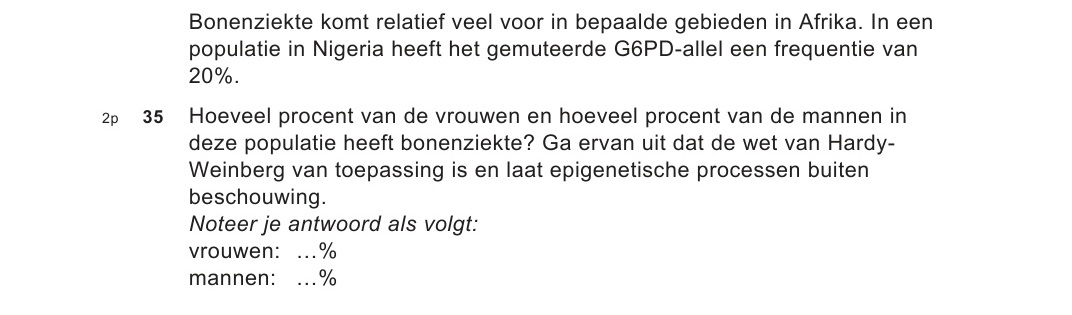 Bonenziekte komt relatief veel voor in bepaalde gebieden in Afrika. In een
populatie in Nigeria heeft het gemuteerde G6PD-allel een frequentie van
20%.
2p 35 Hoeveel procent van de vrouwen en hoeveel procent van de mannen in
deze populatie heeft bonenziekte? Ga ervan uit dat de wet van Hardy-
Weinberg van toepassing is en laat epigenetische processen buiten
beschouwing.
Noteer je antwoord als volgt:
vrouwen: …%
mannen: …%